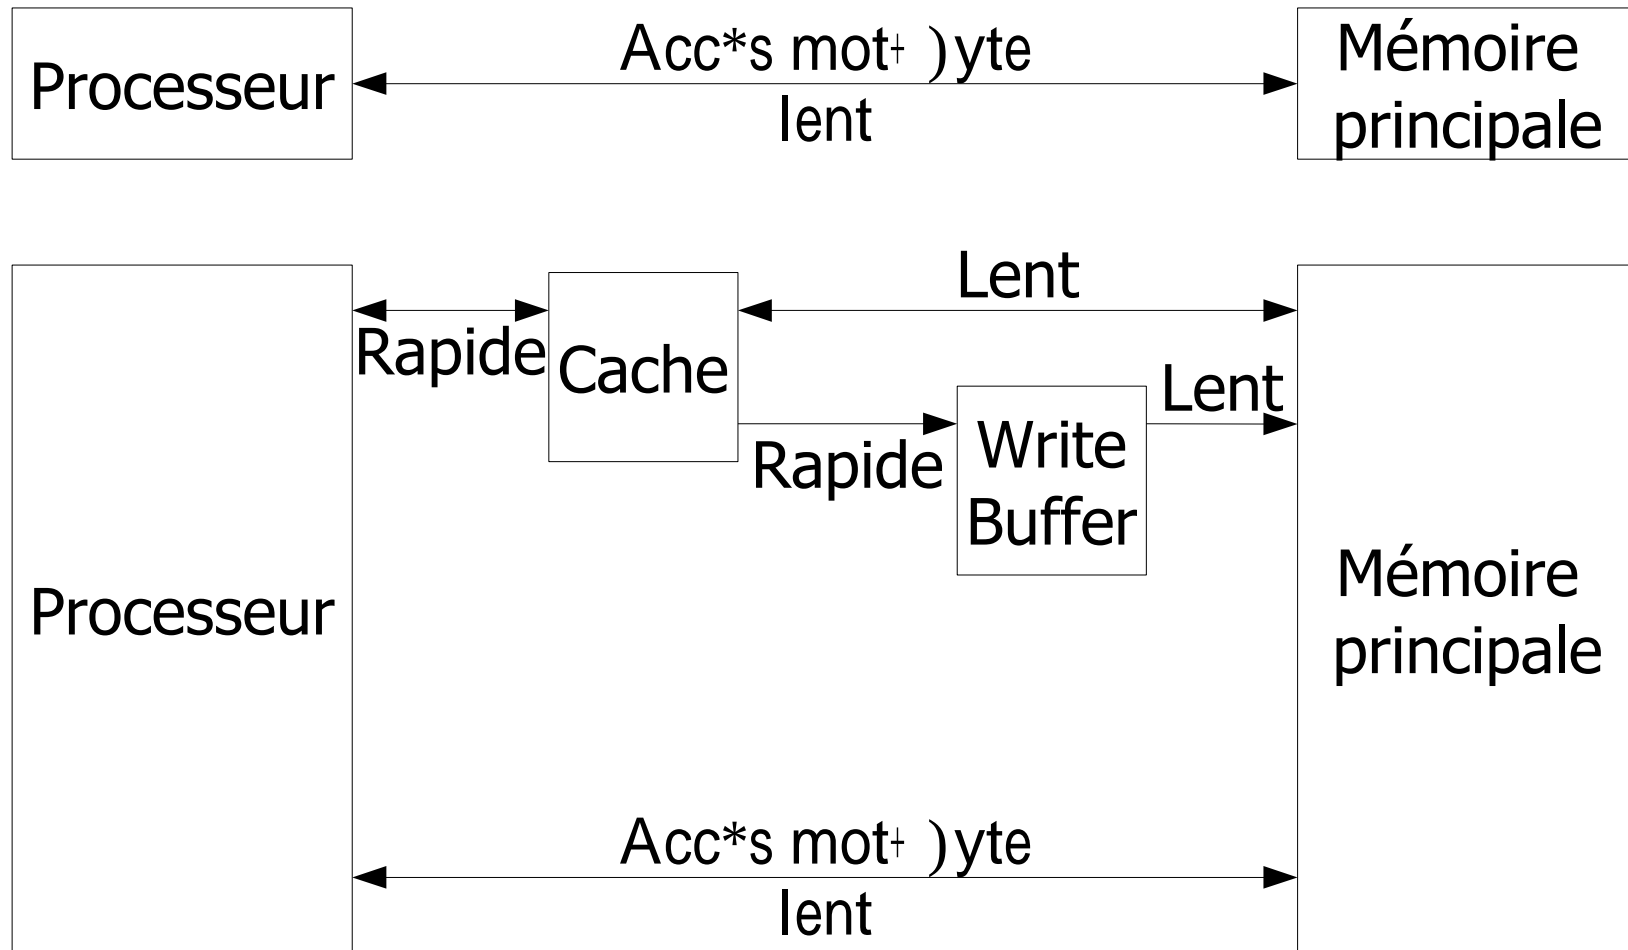 Processeur
Acc*s mot+ )yte
lent
Mémoire
principale
Lent
Rapide
Cache
Lent
Rapide
Write
Buffer
Processeur
Mémoire
principale
Acc*s mot+ )yte
lent